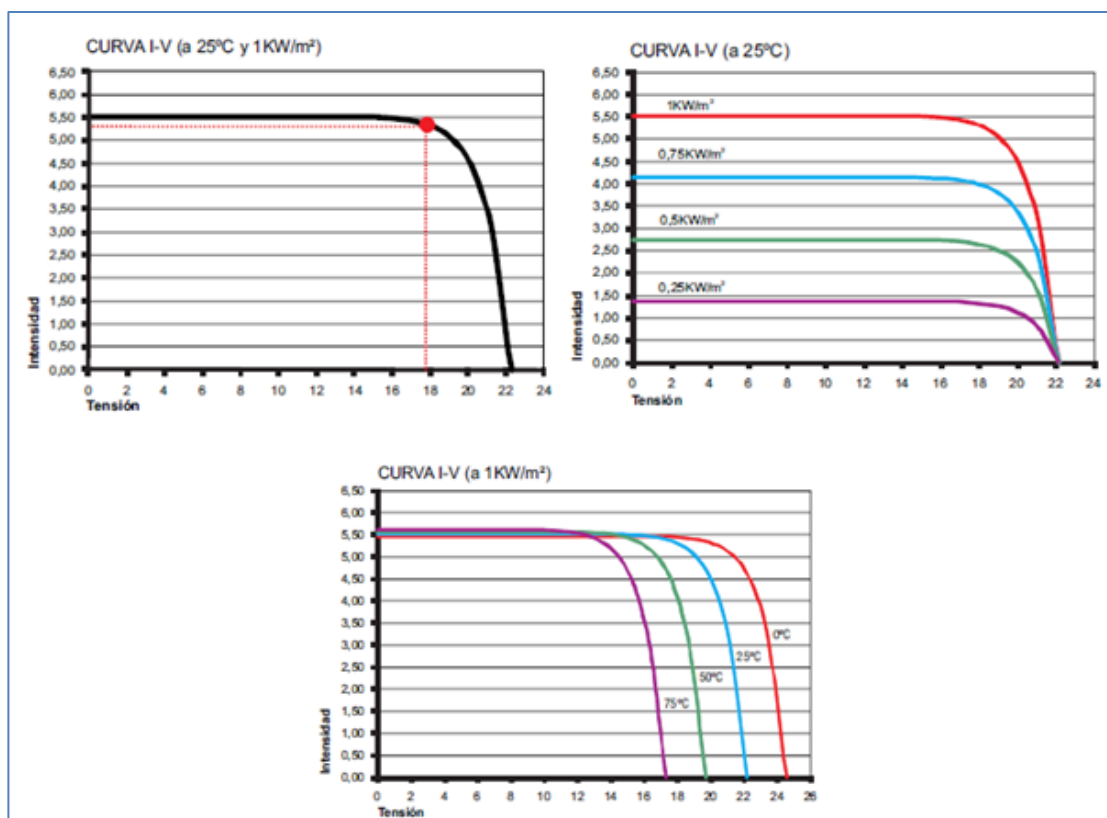 CURVA I-V (a 25ºC y 1KW/m²)
6,50
6,00
5,50
5,00
4,50
4,00
3,50
3,00
2,50
2,00
1,50
1,00
0,50
0,00
Intensidad
0 2 4 6 8 10 12 14 16 18 20 22 24
Tensión
CURVA I-V (a 25ºC)
6,50
6,00
5,50
5,00
4,50
4,00
3,50
3,00
2,50
2,00
1,50
1,00
0,50
0,00
1KW/m²
0,75KW/m²
0,5KW/m²
0,25KW/m²
Intensidad
0 2 4 6 8 10 12 14 16 18 20 22 24
Tensión
CURVA I-V (a 1KW/m²)
6,50
6,00
5,50
5,00
4,50
4,00
3,50
3,00
2,50
2,00
1,50
1,00
0,50
0,00
0ºC
25ºC
50ºC
75ºC
Intensidad
0 2 4 6 8 10 12 14 16 18 20 22 24 26
Tensión